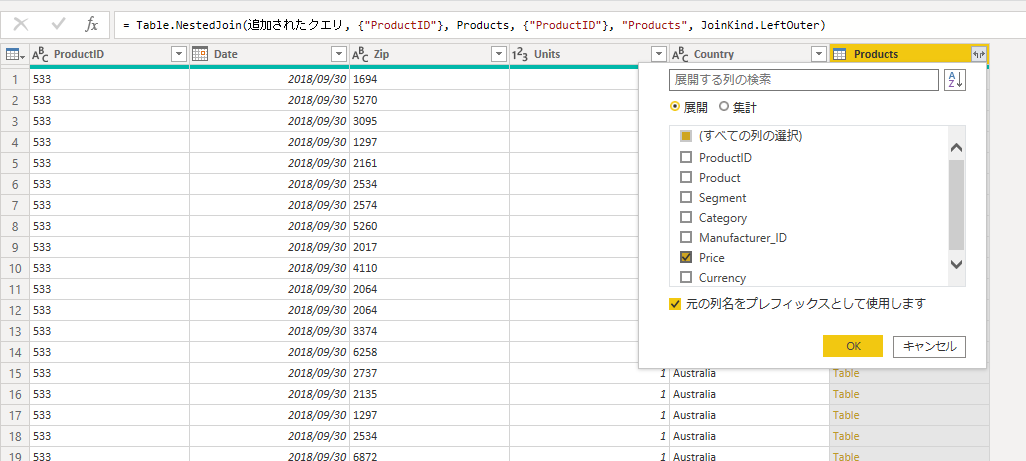 fx = Table.NestedJoin(追加されたクエリ, {"ProductID"}, Products, {"ProductID"}, "Products", JoinKind.LeftOuter)
ABC ProductID Date ABC Zip 123 Units ABC Country Products
1 533 2018/09/30 1694
2 533 2018/09/30 5270
3 533 2018/09/30 3095
4 533 2018/09/30 1297
5 533 2018/09/30 2161
6 533 2018/09/30 2534
7 533 2018/09/30 2574
8 533 2018/09/30 5260
9 533 2018/09/30 2017
10 533 2018/09/30 4110
11 533 2018/09/30 2064
12 533 2018/09/30 2064
13 533 2018/09/30 3374
14 533 2018/09/30 6258
15 533 2018/09/30 2737 1 Australia Table
16 533 2018/09/30 2135 1 Australia Table
17 533 2018/09/30 1297 1 Australia Table
18 533 2018/09/30 2534 1 Australia Table
19 533 2018/09/30 6872 1 Australia Table
展開する列の検索 AZ
展開 集計
(すべての列の選択)
ProductID
Product
Segment
Category
Manufacturer_ID
Price
Currency
元の列名をプレフィックスとして使用します
OK キャンセル